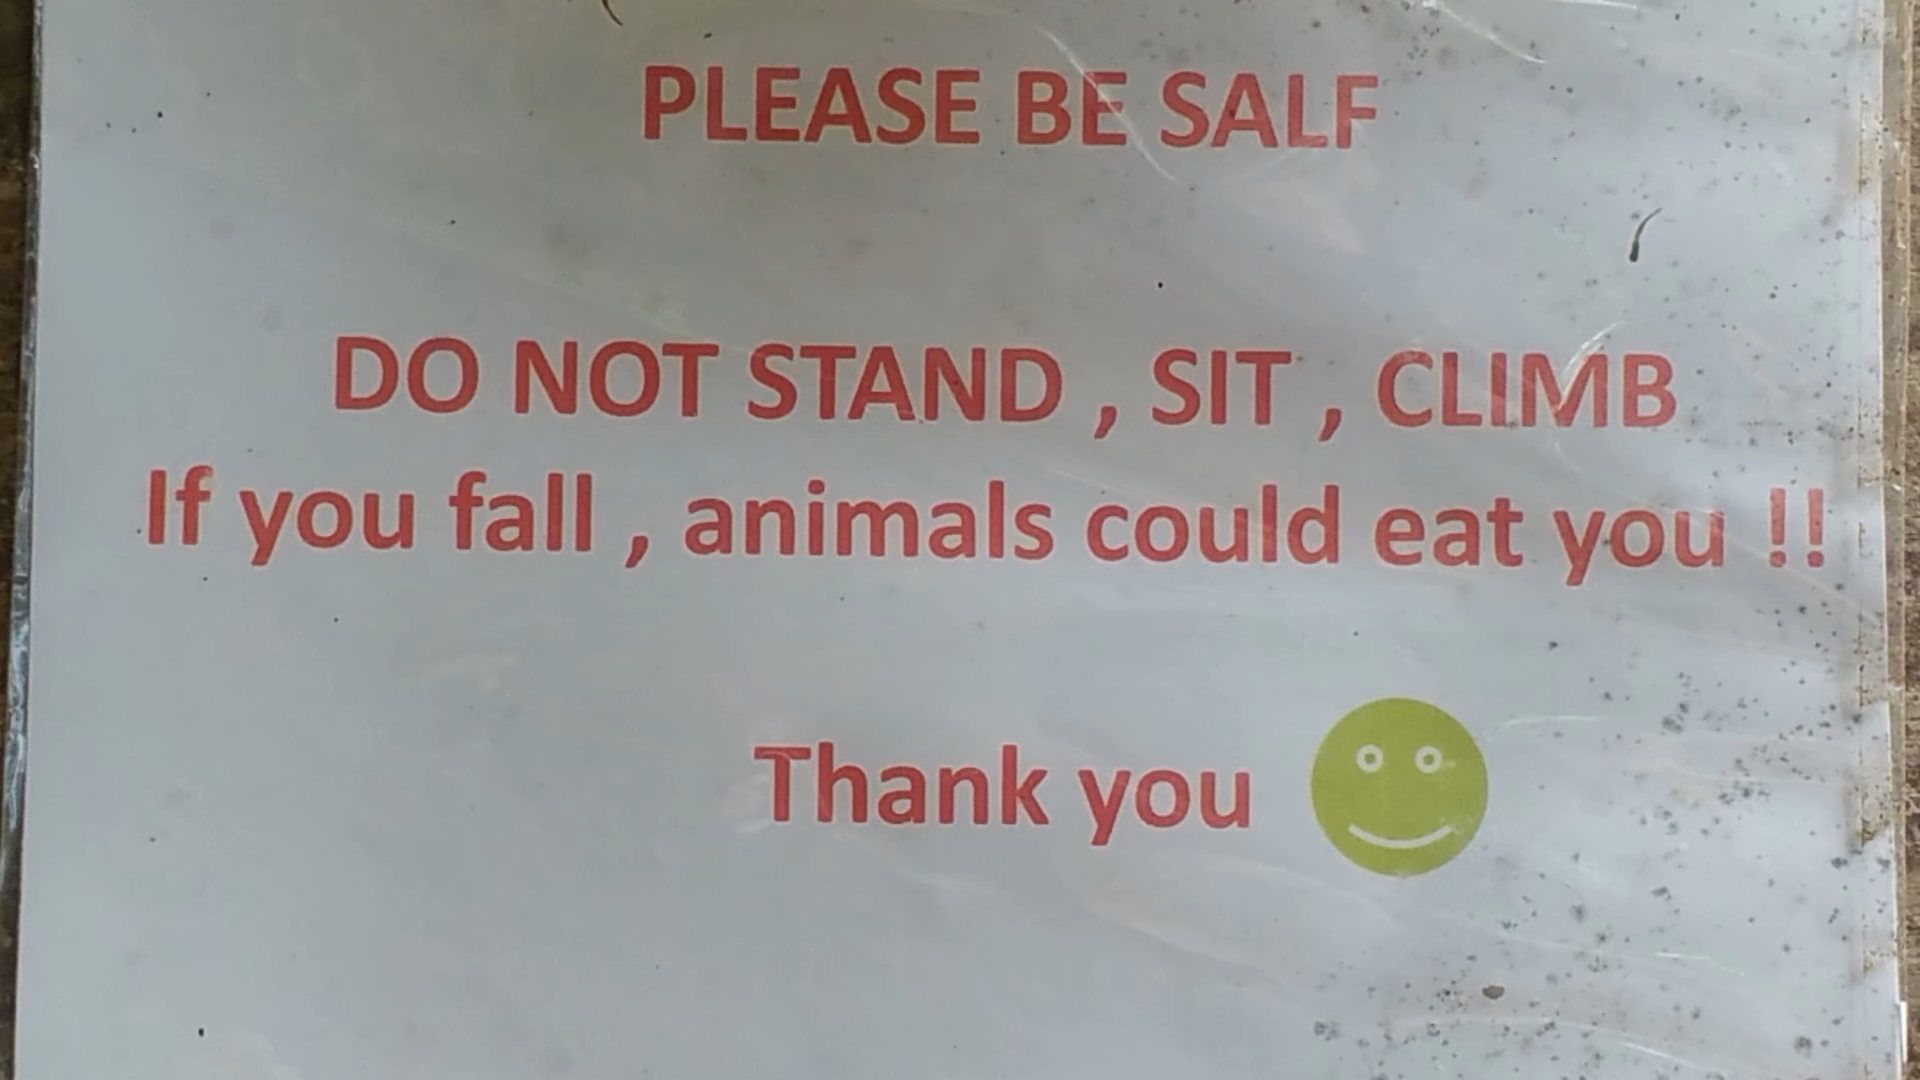 PLEASE BE SALF
DO NOT STAND , SIT , CLIMB
If you fall , animals could eat you !!
Thank you